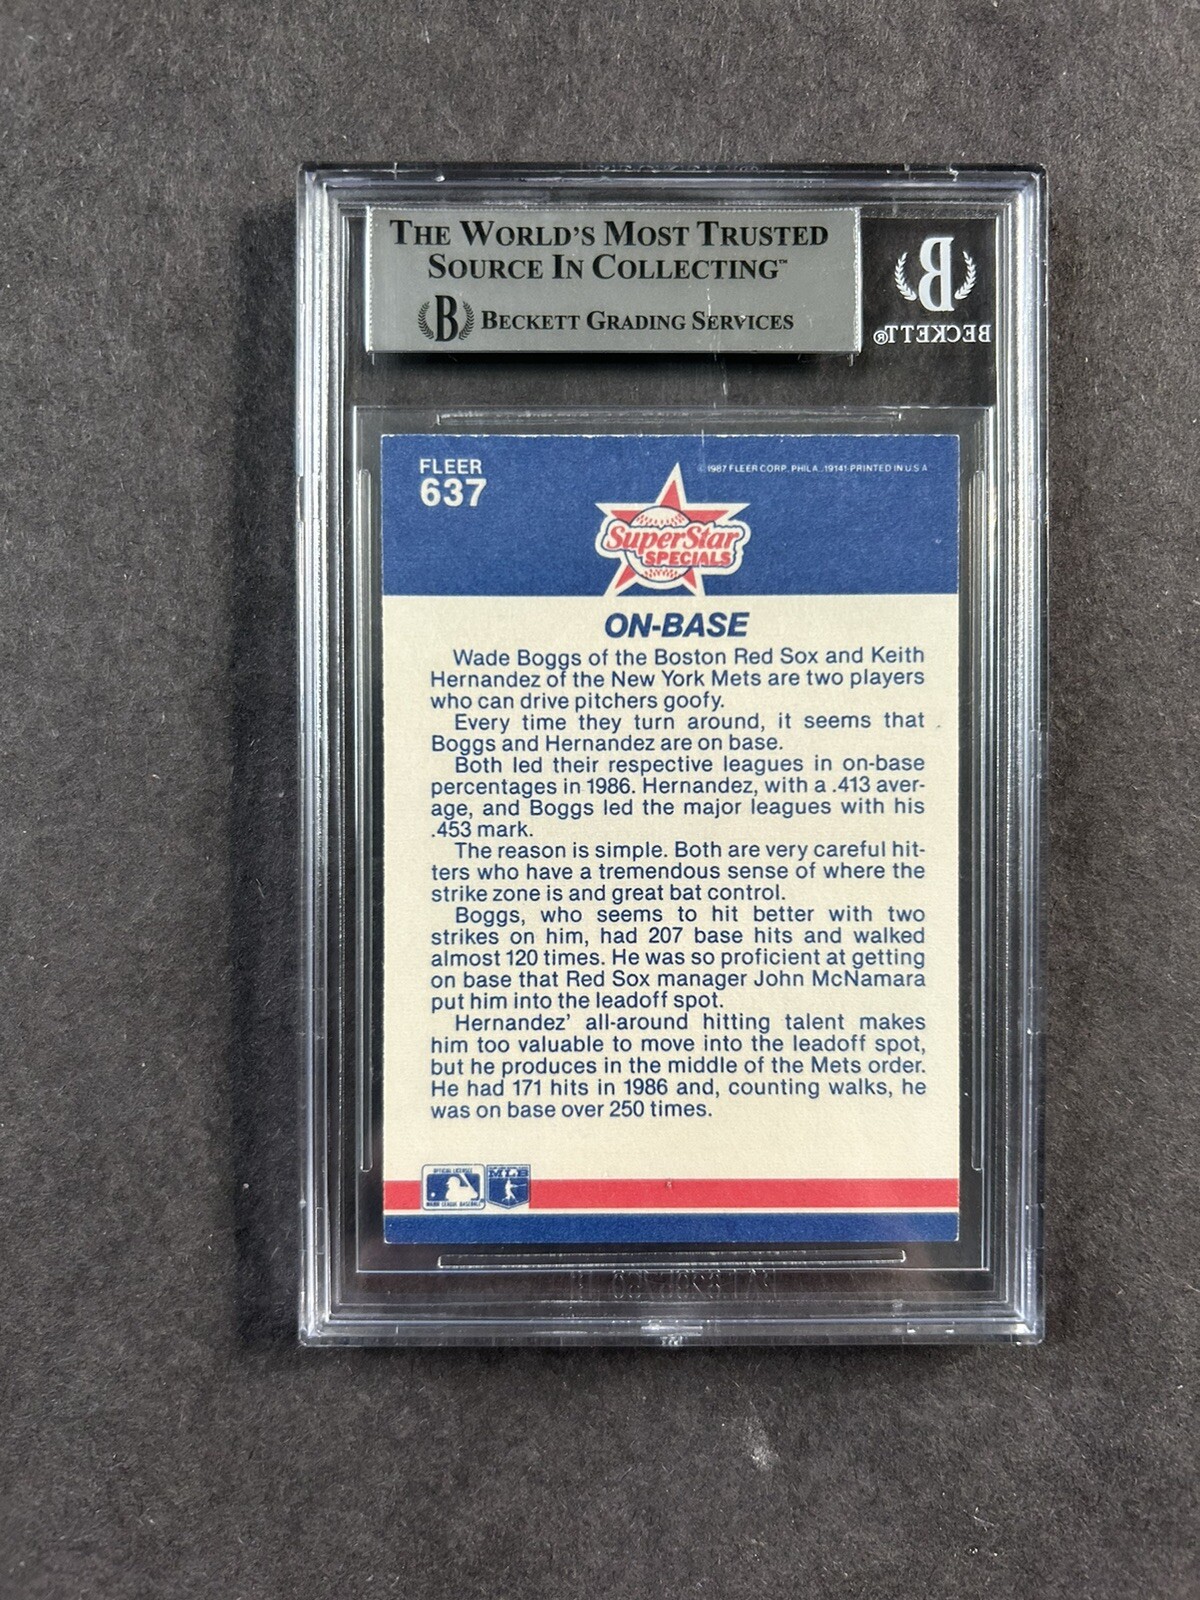 THE WORLD'S MOST TRUSTED
SOURCE IN COLLECTING™
B BECKETT GRADING SERVICES
B
BECKETT®
FLEER
637
© 1987 FLEER CORP. PHILA. 19141-PRINTED IN U.S.A
SuperStar
SPECIALS
ON-BASE
Wade Boggs of the Boston Red Sox and Keith
Hernandez of the New York Mets are two players
who can drive pitchers goofy.
Every time they turn around, it seems that
Boggs and Hernandez are on base.
Both led their respective leagues in on-base
percentages in 1986. Hernandez, with a .413 aver-
age, and Boggs led the major leagues with his
.453 mark.
The reason is simple. Both are very careful hit-
ters who have a tremendous sense of where the
strike zone is and great bat control.
Boggs, who seems to hit better with two
strikes on him, had 207 base hits and walked
almost 120 times. He was so proficient at getting
on base that Red Sox manager John McNamara
put him into the leadoff spot.
Hernandez' all-around hitting talent makes
him too valuable to move into the leadoff spot,
but he produces in the middle of the Mets order.
He had 171 hits in 1986 and, counting walks, he
was on base over 250 times.
MLB